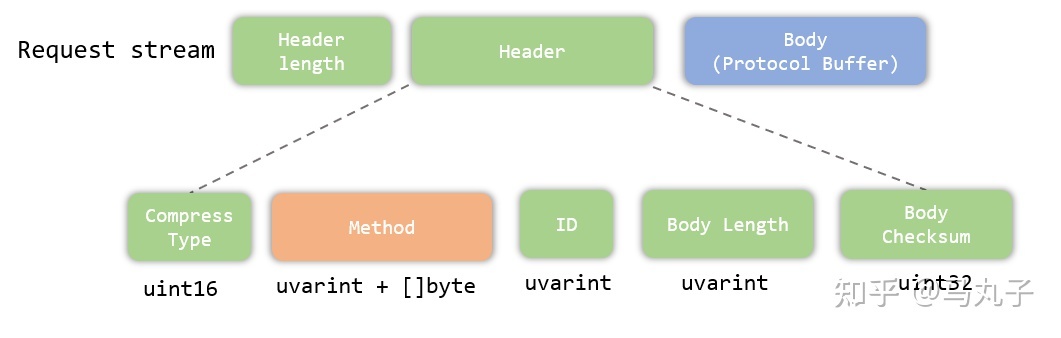 Request stream
Header
length
Header
Body
(Protocol Buffer)
Compress
Type
Method
ID
Body Length
Body
Checksum
uint16
uvarint + []byte
uvarint
uvarint
uint32
知乎 @马丸子